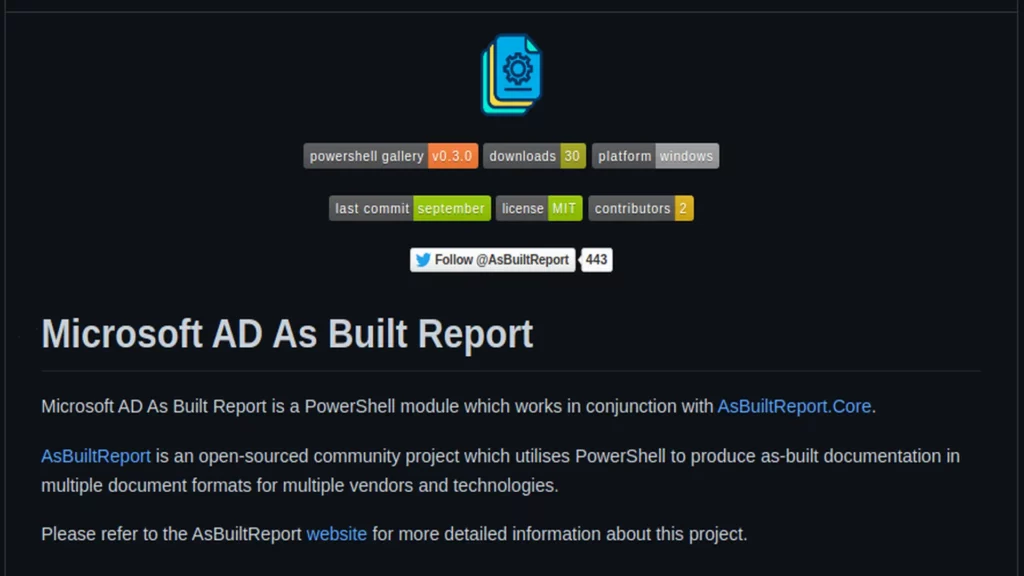 powershell gallery v0.3.0 downloads 30 platform windows
last commit september license MIT contributors 2
Follow @AsBuiltReport 443
Microsoft AD As Built Report
Microsoft AD As Built Report is a PowerShell module which works in conjunction with AsBuiltReport.Core.
AsBuiltReport is an open-sourced community project which utilises PowerShell to produce as-built documentation in
multiple document formats for multiple vendors and technologies.
Please refer to the AsBuiltReport website for more detailed information about this project.